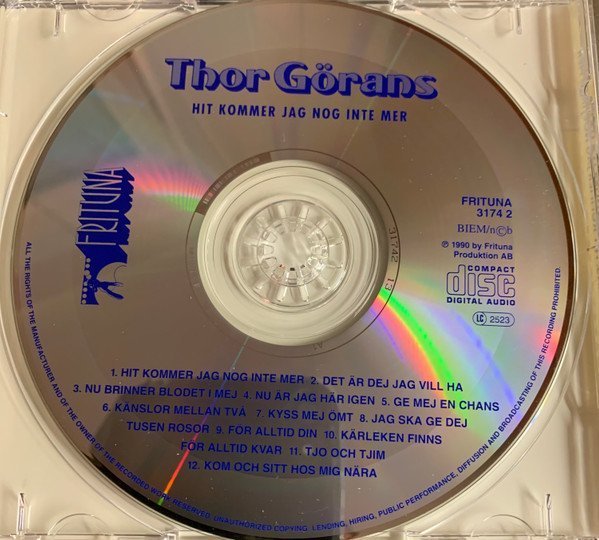 Thor Görans
HIT KOMMER JAG NOG INTE MER
FRITUNA
FRITUNA
3174 2
BIEM/n©b
℗ 1990 by Frituna
Produktion AB
COMPACT
disc
DIGITAL AUDIO
LC 2523
31742 13
1. HIT KOMMER JAG NOG INTE MER 2. DET ÄR DEJ JAG VILL HA
3. NU BRINNER BLODET I MEJ 4. NU ÄR JAG HÄR IGEN 5. GE MEJ EN CHANS
6. KÄNSLOR MELLAN TVÅ 7. KYSS MEJ ÖMT 8. JAG SKA GE DEJ
TUSEN ROSOR 9. FÖR ALLTID DIN 10. KÄRLEKEN FINNS
FÖR ALLTID KVAR 11. TJO OCH TJIM
12. KOM OCH SITT HOS MIG NÄRA
ALL THE RIGHTS OF THE MANUFACTURER AND OF THE OWNER OF THE RECORDED WORK RESERVED. UNAUTHORIZED COPYING, LENDING, HIRING, PUBLIC PERFORMANCE, DIFFUSION AND BROADCASTING OF THIS RECORDING PROHIBITED.